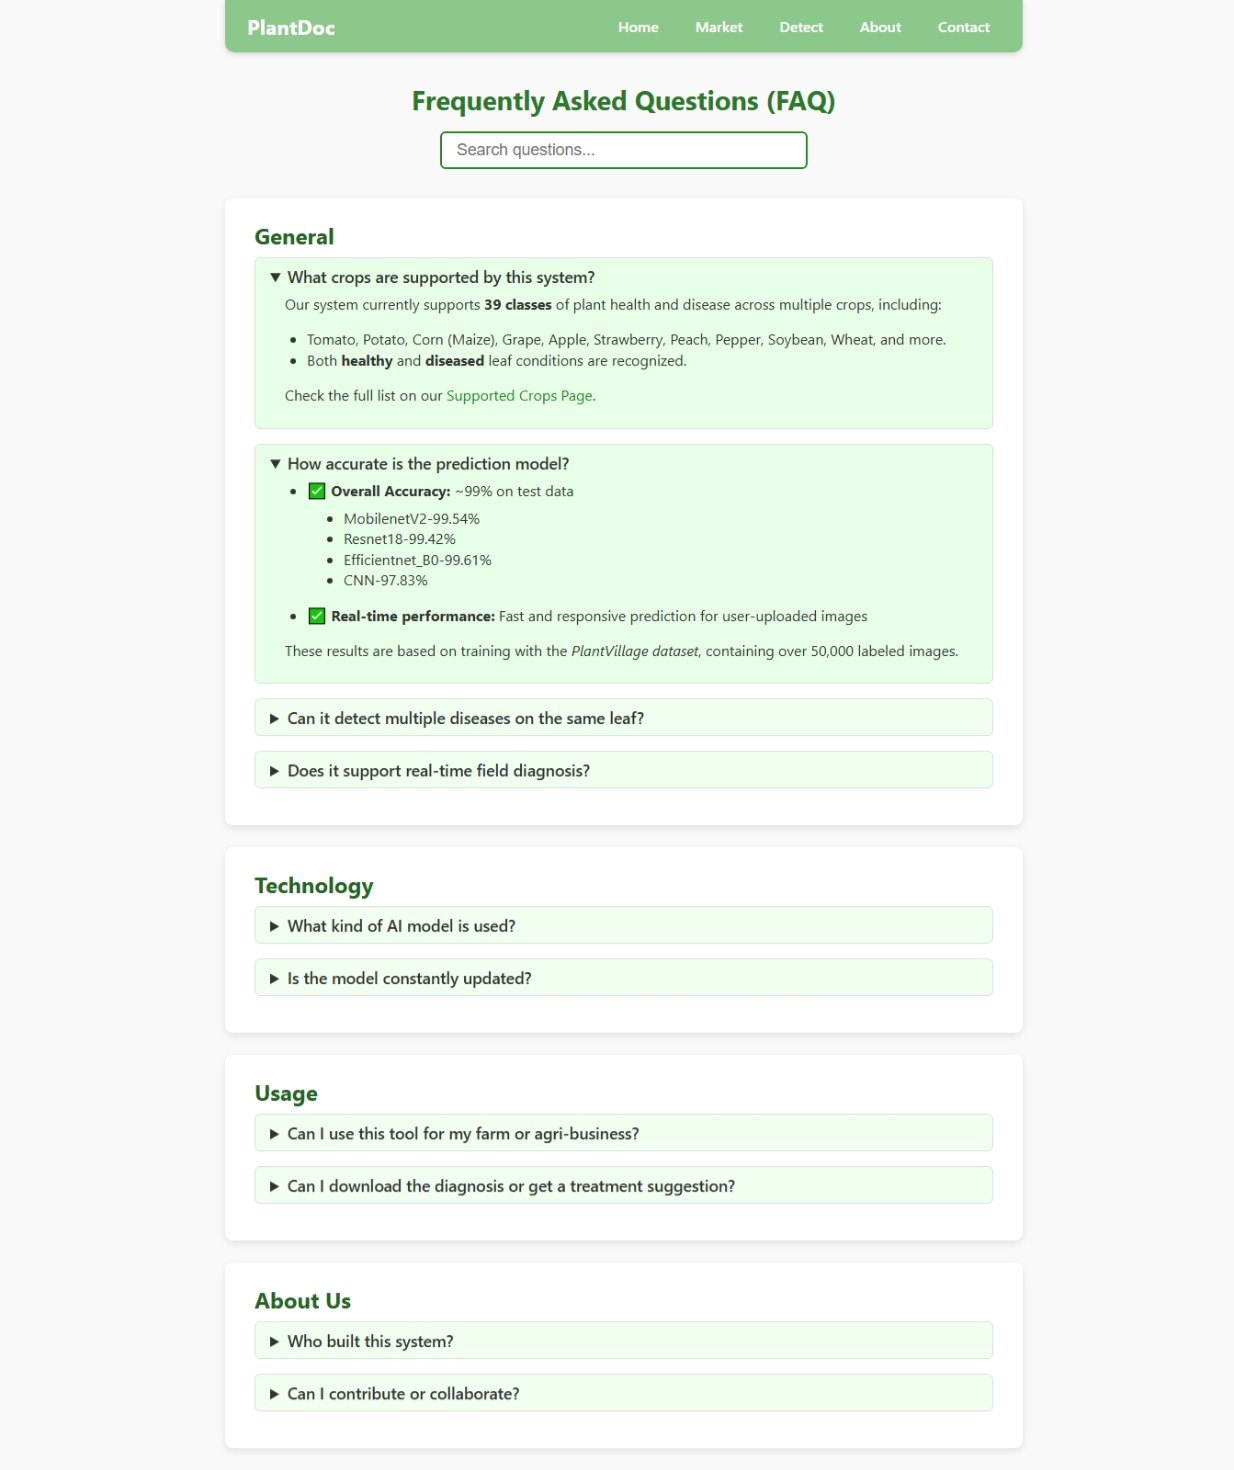 PlantDoc
Home Market Detect About Contact
Frequently Asked Questions (FAQ)
Search questions...
General
▼ What crops are supported by this system?
Our system currently supports 39 classes of plant health and disease across multiple crops, including:
• Tomato, Potato, Corn (Maize), Grape, Apple, Strawberry, Peach, Pepper, Soybean, Wheat, and more.
• Both healthy and diseased leaf conditions are recognized.
Check the full list on our Supported Crops Page.
▼ How accurate is the prediction model?
• ✅ Overall Accuracy: ~99% on test data
• MobilenetV2-99.54%
• Resnet18-99.42%
• Efficientnet_B0-99.61%
• CNN-97.83%
• ✅ Real-time performance: Fast and responsive prediction for user-uploaded images
These results are based on training with the PlantVillage dataset, containing over 50,000 labeled images.
▶ Can it detect multiple diseases on the same leaf?
▶ Does it support real-time field diagnosis?
Technology
▶ What kind of AI model is used?
▶ Is the model constantly updated?
Usage
▶ Can I use this tool for my farm or agri-business?
▶ Can I download the diagnosis or get a treatment suggestion?
About Us
▶ Who built this system?
▶ Can I contribute or collaborate?